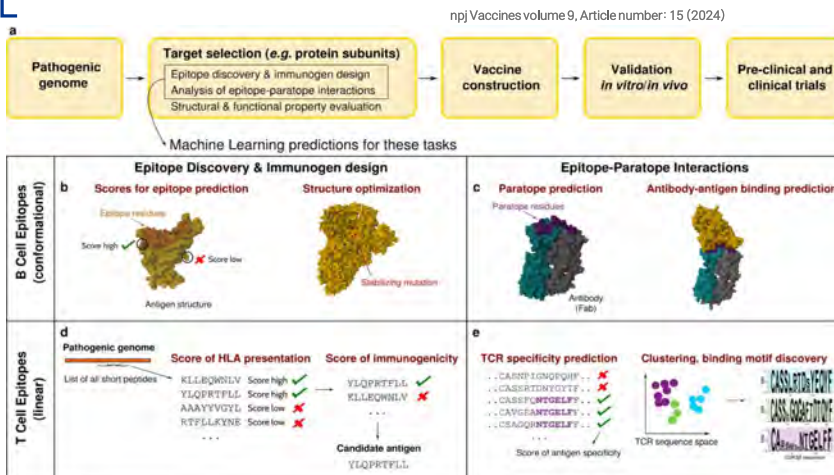 npj Vaccines volume 9, Article number: 15 (2024)
a
Pathogenic
genome
Target selection (e.g. protein subunits)
Epitope discovery & immunogen design
Analysis of epitope-paratope interactions
Structural & functional property evaluation
Vaccine
construction
Validation
In vitro/in vivo
Pre-clinical and
clinical trials
Machine Learning predictions for these tasks
Epitope Discovery & Immunogen design
Epitope-Paratope Interactions
B Cell Epitopes
(conformational)
b
Scores for epitope prediction
Structure optimization
Epitope residues
Score high
Score low
Antigen structure
Stabilizing mutation
c
Paratope prediction
Antibody-antigen binding prediction
Paratope residues
Antibody
(Fab)
T Cell Epitopes
(linear)
d
Pathogenic genome
List of all short peptides
Score of HLA presentation
KLLEQWNLV Score high
YLQPRTFLL Score high
AAAYYVGYL Score low
RTFLLKYNE Score low
...
Score of immunogenicity
YLQPRTFLL
KLLEQWNLV
...
Candidate antigen
YLQPRTFLL
e
TCR specificity prediction
..CASNPIGNQPQHF..
..CASSRTDNYGYTF..
..CASSFQNTGELFF..
..CAVGEANTGELFF..
..CSAGQRNTGELFF..
Score of antigen specificity
Clustering, binding motif discovery
TCR sequence space